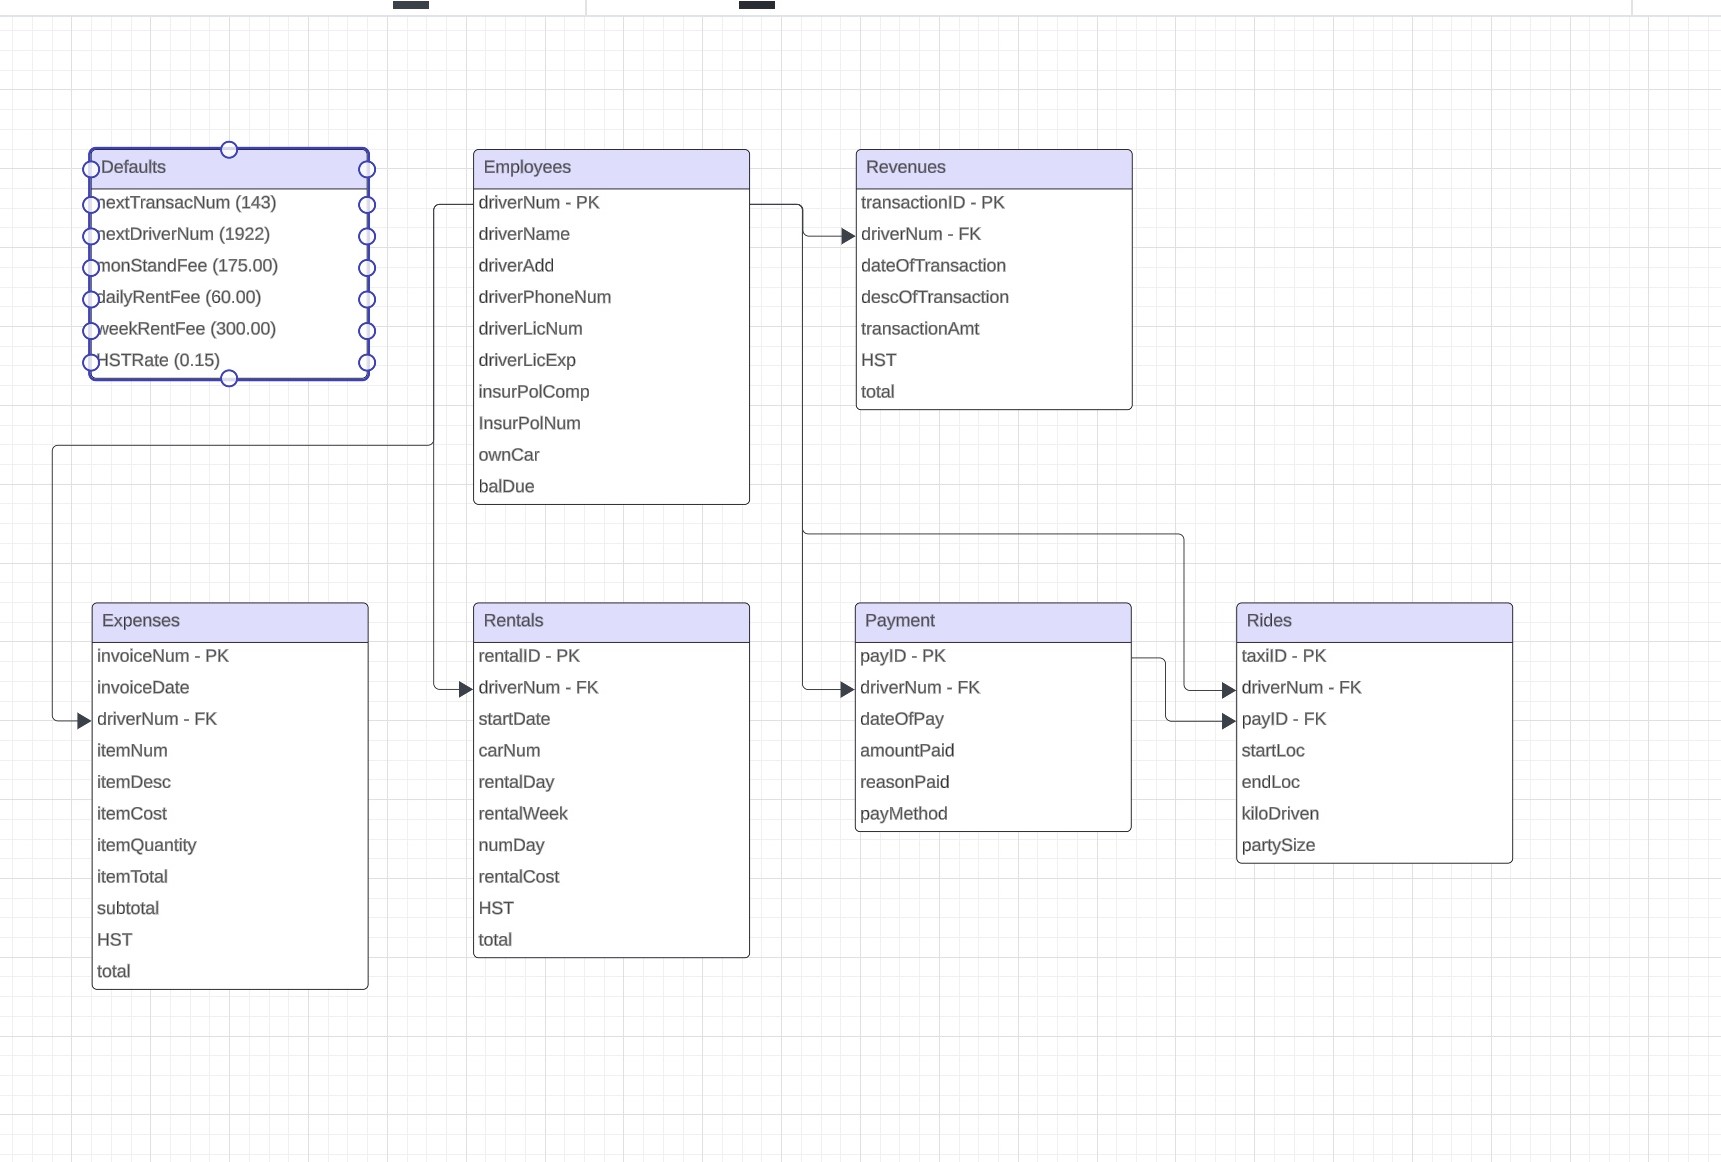 Defaults
nextTransacNum (143)
nextDriverNum (1922)
monStandFee (175.00)
dailyRentFee (60.00)
weekRentFee (300.00)
HSTRate (0.15)
Employees
driverNum - PK
driverName
driverAdd
driverPhoneNum
driverLicNum
driverLicExp
insurPolComp
InsurPolNum
ownCar
balDue
Revenues
transactionID - PK
driverNum - FK
dateOfTransaction
descOfTransaction
transactionAmt
HST
total
Expenses
invoiceNum - PK
invoiceDate
driverNum - FK
itemNum
itemDesc
itemCost
itemQuantity
itemTotal
subtotal
HST
total
Rentals
rentalID - PK
driverNum - FK
startDate
carNum
rentalDay
rentalWeek
numDay
rentalCost
HST
total
Payment
payID - PK
driverNum - FK
dateOfPay
amountPaid
reasonPaid
payMethod
Rides
taxiID - PK
driverNum - FK
payID - FK
startLoc
endLoc
kiloDriven
partySize